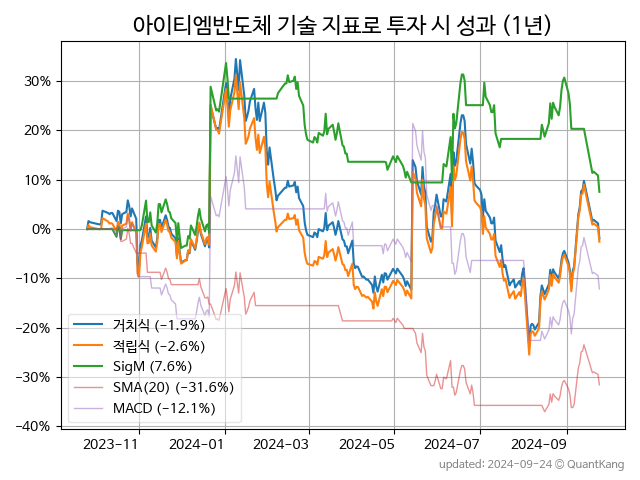 아이티엠반도체 기술 지표로 투자 시 성과 (1년)
30%
20%
10%
0%
−10%
−20%
−30%
−40%
거치식 (−1.9%)
적립식 (−2.6%)
SigM (7.6%)
SMA(20) (−31.6%)
MACD (−12.1%)
2023-11
2024-01
2024-03
2024-05
2024-07
2024-09
updated: 2024-09-24 © QuantKang